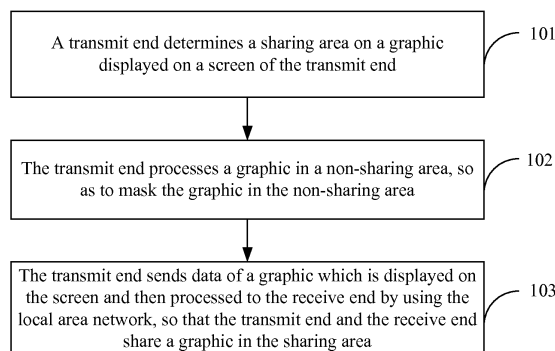 A transmit end determines a sharing area on a graphic
displayed on a screen of the transmit end
101
The transmit end processes a graphic in a non-sharing area, so
as to mask the graphic in the non-sharing area
102
The transmit end sends data of a graphic which is displayed on
the screen and then processed to the receive end by using the
local area network, so that the transmit end and the receive end
share a graphic in the sharing area
103